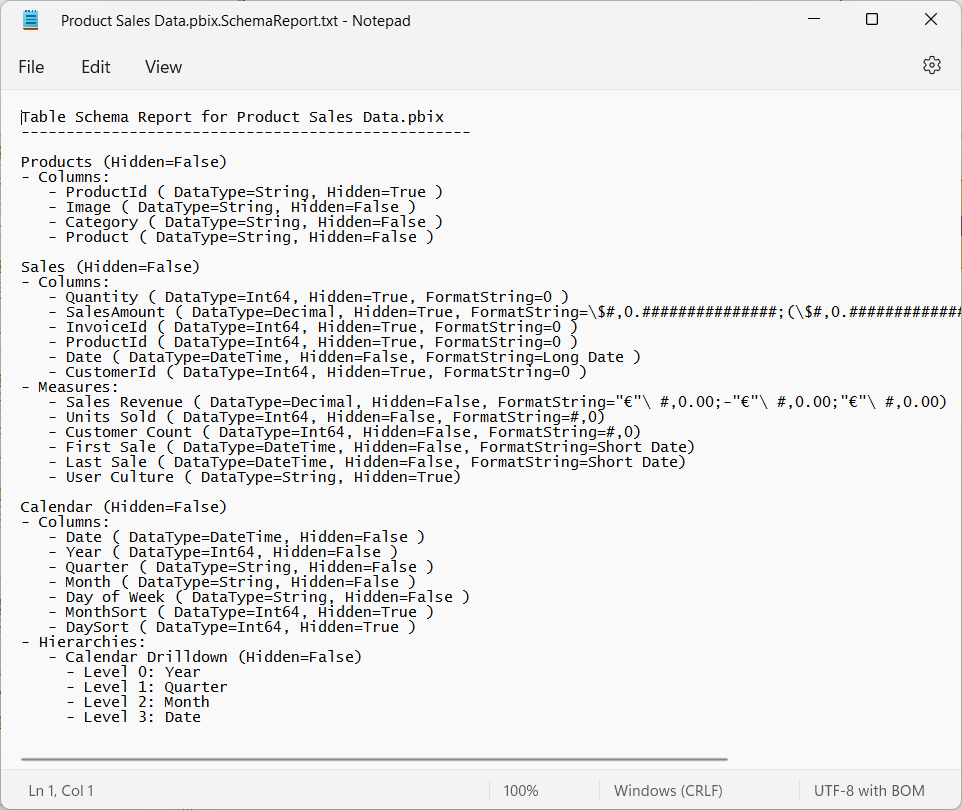 Product Sales Data.pbix.SchemaReport.txt - Notepad
File Edit View
Table Schema Report for Product Sales Data.pbix
--------------------------------------------------
Products (Hidden=False)
- Columns:
   - ProductId ( DataType=String, Hidden=True )
   - Image ( DataType=String, Hidden=False )
   - Category ( DataType=String, Hidden=False )
   - Product ( DataType=String, Hidden=False )
Sales (Hidden=False)
- Columns:
   - Quantity ( DataType=Int64, Hidden=True, FormatString=0 )
   - SalesAmount ( DataType=Decimal, Hidden=True, FormatString=\$#,0.###############;(\$#,0.#############
   - InvoiceId ( DataType=Int64, Hidden=True, FormatString=0 )
   - ProductId ( DataType=Int64, Hidden=True, FormatString=0 )
   - Date ( DataType=DateTime, Hidden=False, FormatString=Long Date )
   - CustomerId ( DataType=Int64, Hidden=True, FormatString=0 )
- Measures:
   - Sales Revenue ( DataType=Decimal, Hidden=False, FormatString="€"\ #,0.00;-"€"\ #,0.00;"€"\ #,0.00)
   - Units Sold ( DataType=Int64, Hidden=False, FormatString=#,0)
   - Customer Count ( DataType=Int64, Hidden=False, FormatString=#,0)
   - First Sale ( DataType=DateTime, Hidden=False, FormatString=Short Date)
   - Last Sale ( DataType=DateTime, Hidden=False, FormatString=Short Date)
   - User Culture ( DataType=String, Hidden=True)
Calendar (Hidden=False)
- Columns:
   - Date ( DataType=DateTime, Hidden=False )
   - Year ( DataType=Int64, Hidden=False )
   - Quarter ( DataType=String, Hidden=False )
   - Month ( DataType=String, Hidden=False )
   - Day of Week ( DataType=String, Hidden=False )
   - MonthSort ( DataType=Int64, Hidden=True )
   - DaySort ( DataType=Int64, Hidden=True )
- Hierarchies:
   - Calendar Drilldown (Hidden=False)
     - Level 0: Year
     - Level 1: Quarter
     - Level 2: Month
     - Level 3: Date
Ln 1, Col 1 100% Windows (CRLF) UTF-8 with BOM